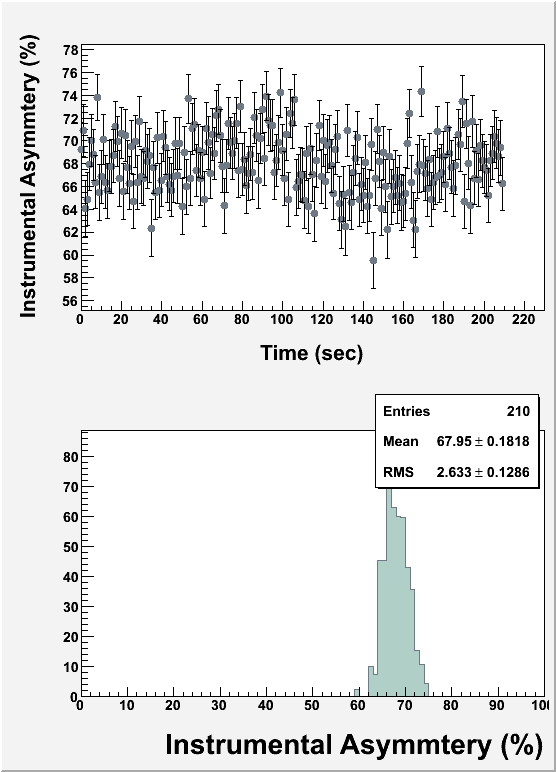 Instrumental Asymmtery (%)
78
76
74
72
70
68
66
64
62
60
58
56
0 20 40 60 80 100 120 140 160 180 200 220
Time (sec)
Entries 210
Mean 67.95 ± 0.1818
RMS 2.633 ± 0.1286
80
70
60
50
40
30
20
10
0
0 10 20 30 40 50 60 70 80 90 100
Instrumental Asymmtery (%)